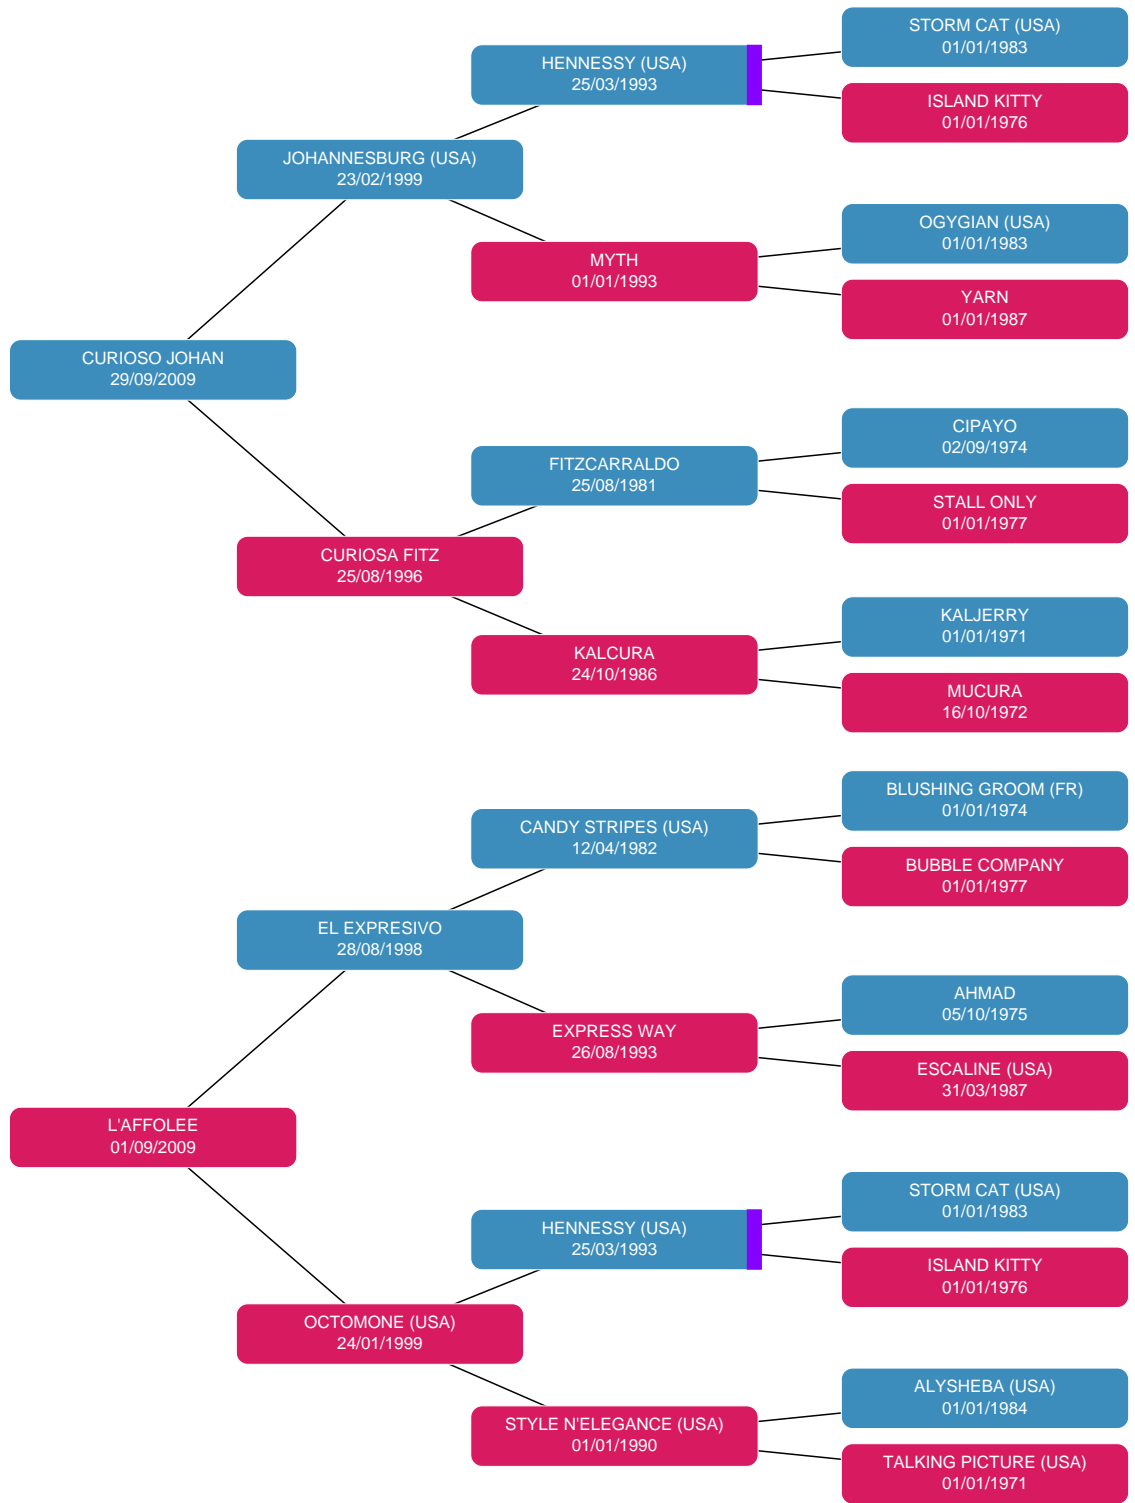 STORM CAT (USA)
01/01/1983
HENNESSY (USA)
25/03/1993
ISLAND KITTY
01/01/1976
JOHANNESBURG (USA)
23/02/1999
OGYGIAN (USA)
01/01/1983
MYTH
01/01/1993
YARN
01/01/1987
CURIOSO JOHAN
29/09/2009
CIPAYO
02/09/1974
FITZCARRALDO
25/08/1981
STALL ONLY
01/01/1977
CURIOSA FITZ
25/08/1996
KALJERRY
01/01/1971
KALCURA
24/10/1986
MUCURA
16/10/1972
BLUSHING GROOM (FR)
01/01/1974
CANDY STRIPES (USA)
12/04/1982
BUBBLE COMPANY
01/01/1977
EL EXPRESIVO
28/08/1998
AHMAD
05/10/1975
EXPRESS WAY
26/08/1993
ESCALINE (USA)
31/03/1987
L'AFFOLEE
01/09/2009
STORM CAT (USA)
01/01/1983
HENNESSY (USA)
25/03/1993
ISLAND KITTY
01/01/1976
OCTOMONE (USA)
24/01/1999
ALYSHEBA (USA)
01/01/1984
STYLE N'ELEGANCE (USA)
01/01/1990
TALKING PICTURE (USA)
01/01/1971